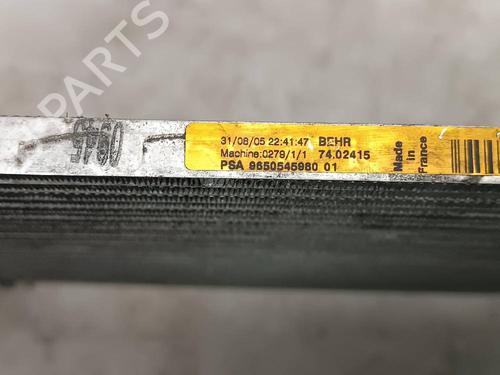 B-PARTS
0946
31/08/05 22:41:47 BEHR
Machine:0279/1/1 74.02415
PSA 9650545980 01
Made
in
France